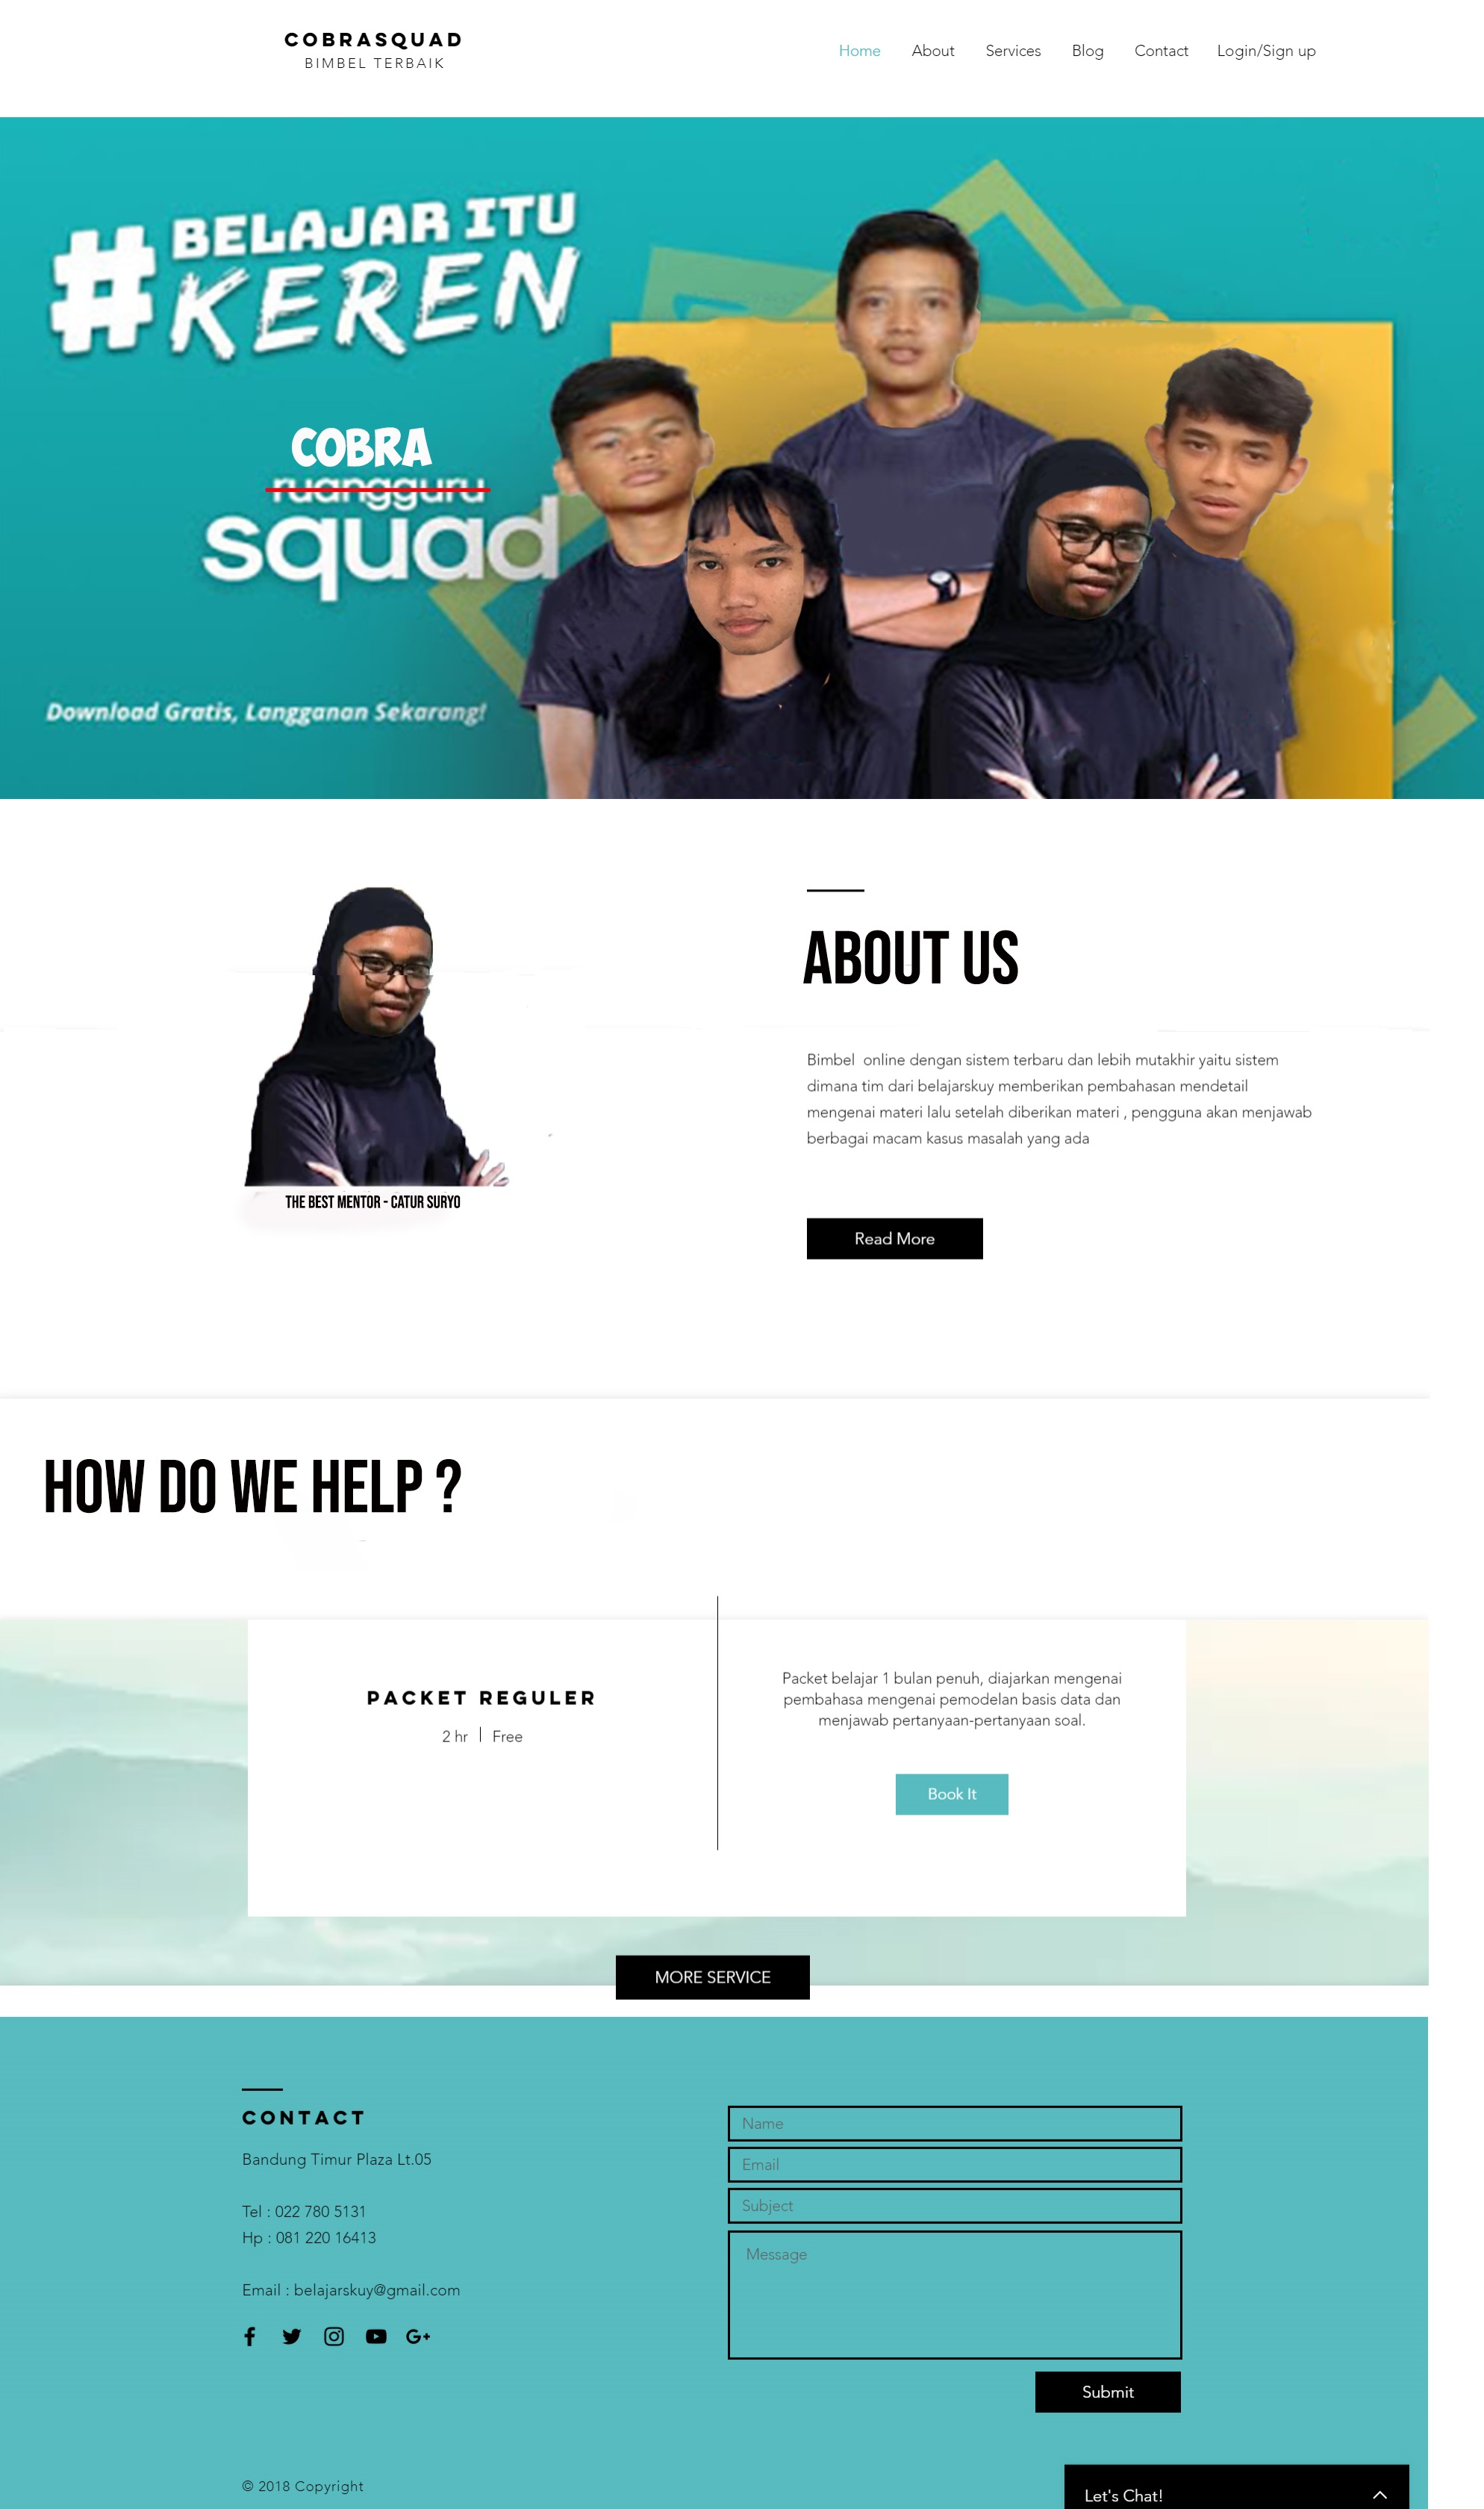 COBRASQUAD
BIMBEL TERBAIK
Home About Services Blog Contact Login/Sign up
#BELAJAR ITU
KEREN
COBRA
ruangguru
squad
Download Gratis, Langganan Sekarang!
ABOUT US
Bimbel online dengan sistem terbaru dan lebih mutakhir yaitu sistem
dimana tim dari belajarskuy memberikan pembahasan mendetail
mengenai materi lalu setelah diberikan materi , pengguna akan menjawab
berbagai macam kasus masalah yang ada
THE BEST MENTOR - CATUR SURYO
Read More
HOW DO WE HELP ?
PACKET REGULER
2 hr | Free
Packet belajar 1 bulan penuh, diajarkan mengenai
pembahasa mengenai pemodelan basis data dan
menjawab pertanyaan-pertanyaan soal.
Book It
MORE SERVICE
CONTACT
Bandung Timur Plaza Lt.05
Tel : 022 780 5131
Hp : 081 220 16413
Email : belajarskuy@gmail.com
G+
Name
Email
Subject
Message
Submit
© 2018 Copyright
Let's Chat!